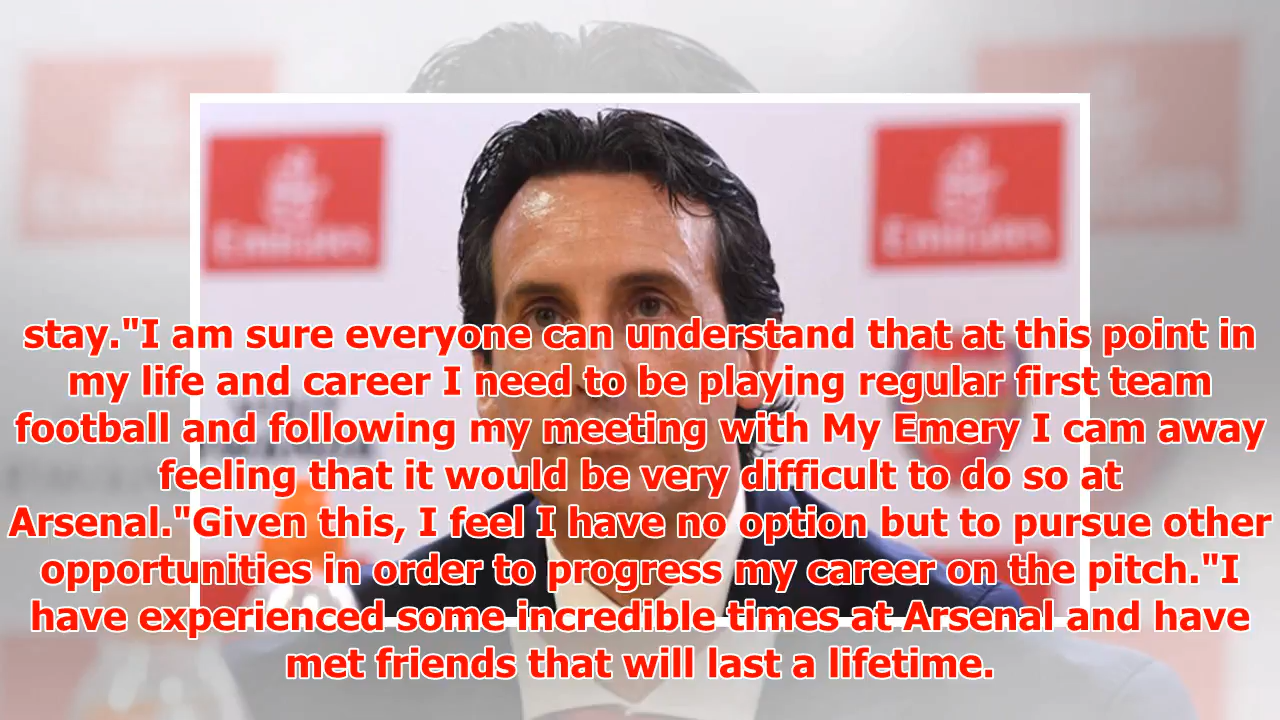 Emirates
Emirates
stay."I am sure everyone can understand that at this point in
my life and career I need to be playing regular first team
football and following my meeting with My Emery I cam away
feeling that it would be very difficult to do so at
Arsenal."Given this, I feel I have no option but to pursue other
opportunities in order to progress my career on the pitch."I
have experienced some incredible times at Arsenal and have
met friends that will last a lifetime.